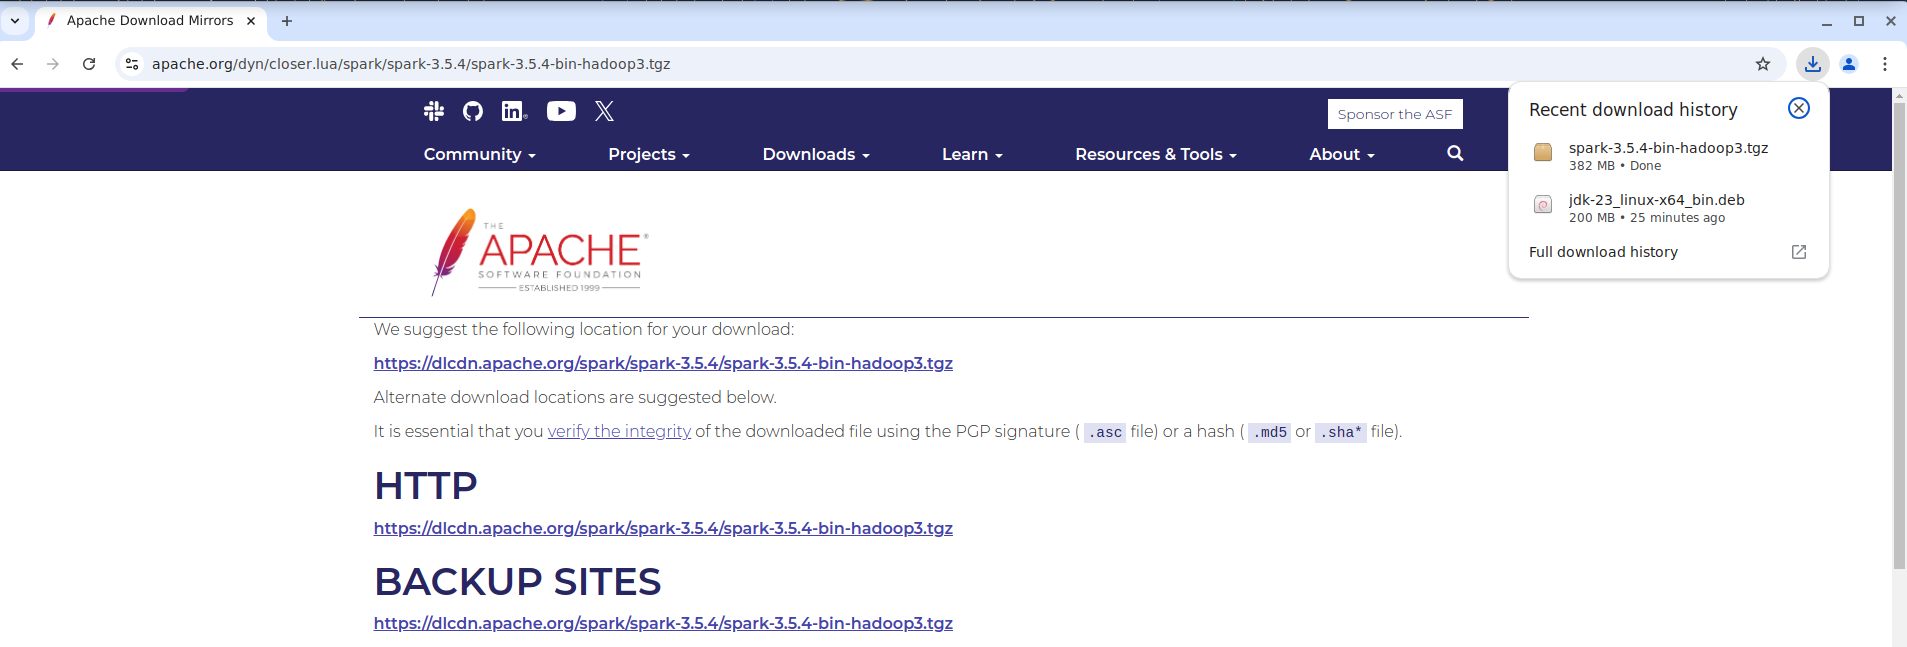 Apache Download Mirrors
apache.org/dyn/closer.lua/spark/spark-3.5.4/spark-3.5.4-bin-hadoop3.tgz
Sponsor the ASF
Community
Projects
Downloads
Learn
Resources & Tools
About
Recent download history
spark-3.5.4-bin-hadoop3.tgz
382 MB • Done
jdk-23_linux-x64_bin.deb
200 MB • 25 minutes ago
Full download history
THE
APACHE®
SOFTWARE FOUNDATION
ESTABLISHED 1999
We suggest the following location for your download:
https://dlcdn.apache.org/spark/spark-3.5.4/spark-3.5.4-bin-hadoop3.tgz
Alternate download locations are suggested below.
It is essential that you verify the integrity of the downloaded file using the PGP signature ( .asc file) or a hash ( .md5 or .sha* file).
HTTP
https://dlcdn.apache.org/spark/spark-3.5.4/spark-3.5.4-bin-hadoop3.tgz
BACKUP SITES
https://dlcdn.apache.org/spark/spark-3.5.4/spark-3.5.4-bin-hadoop3.tgz